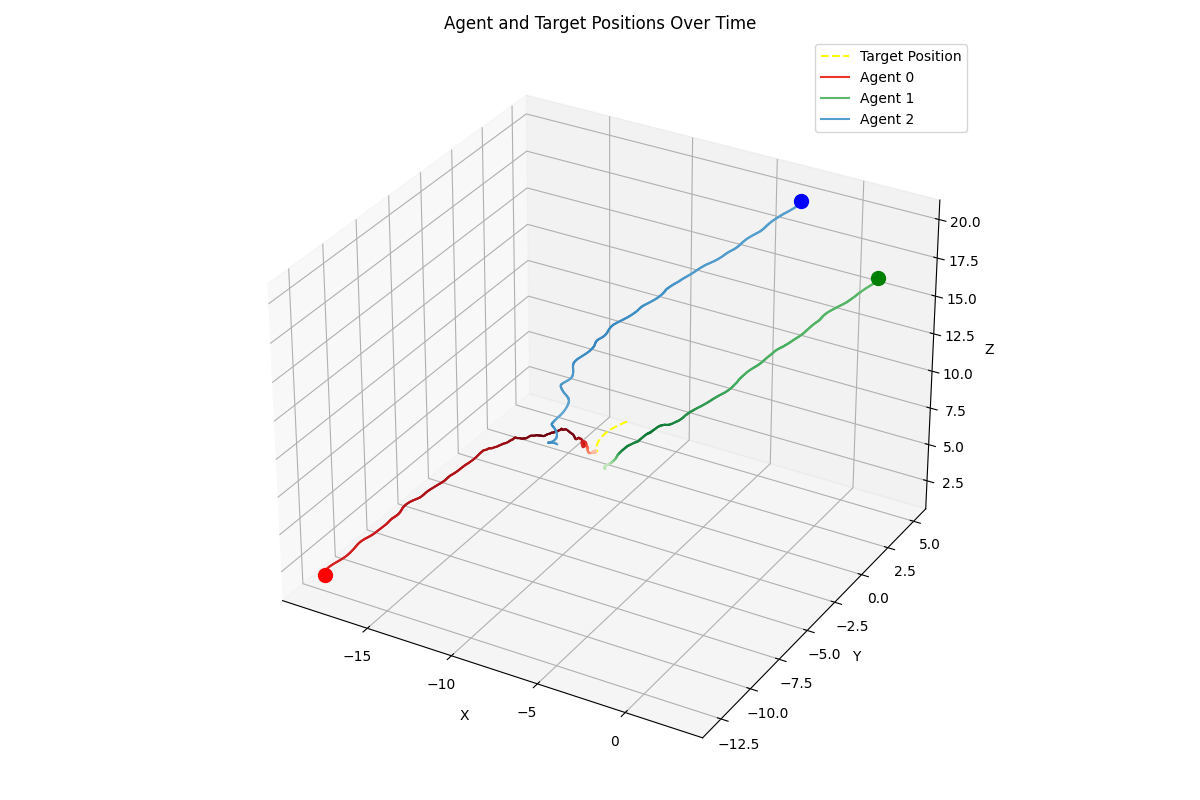 Agent and Target Positions Over Time
Target Position
Agent 0
Agent 1
Agent 2
20.0
17.5
15.0
12.5
10.0
7.5
5.0
2.5
Z
5.0
2.5
0.0
−2.5
−5.0
−7.5
−10.0
−12.5
Y
−15
−10
−5
0
X